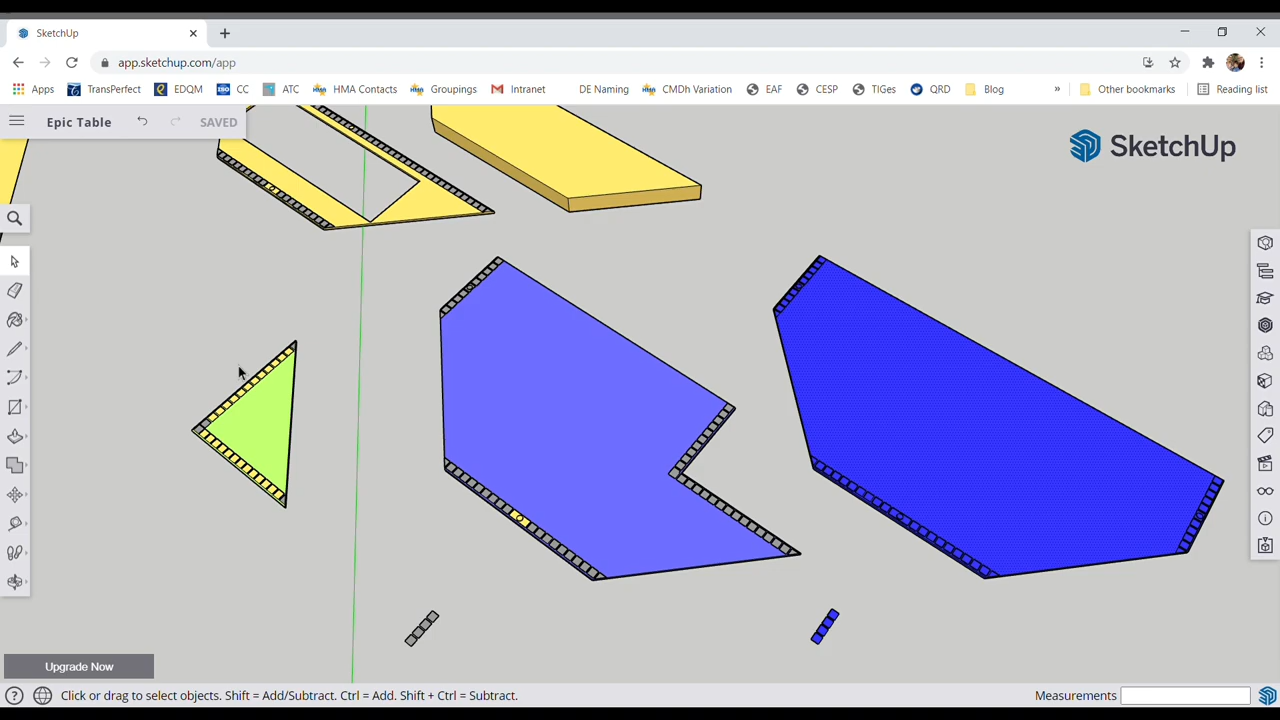 SketchUp
app.sketchup.com/app
Apps TransPerfect EDQM CC ATC HMA Contacts Groupings Intranet DE Naming CMDh Variation EAF CESP TIGes QRD Blog » Other bookmarks Reading list
Epic Table SAVED
SketchUp
Upgrade Now
Click or drag to select objects. Shift = Add/Subtract. Ctrl = Add. Shift + Ctrl = Subtract. Measurements